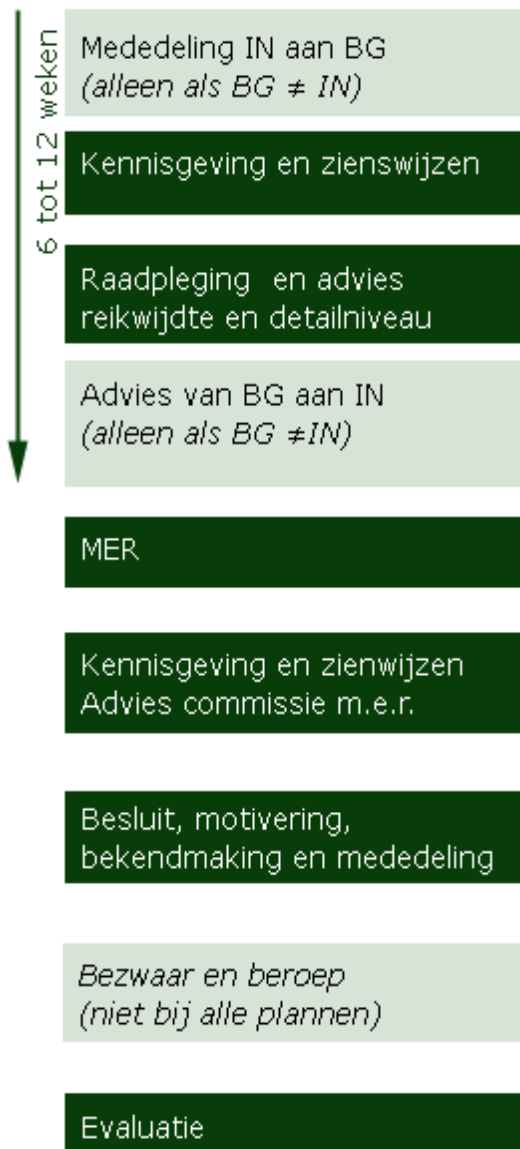 6 tot 12 weken
Mededeling IN aan BG
(alleen als BG ≠ IN)
Kennisgeving en zienswijzen
Raadpleging en advies
reikwijdte en detailniveau
Advies van BG aan IN
(alleen als BG ≠IN)
MER
Kennisgeving en zienwijzen
Advies commissie m.e.r.
Besluit, motivering,
bekendmaking en mededeling
Bezwaar en beroep
(niet bij alle plannen)
Evaluatie